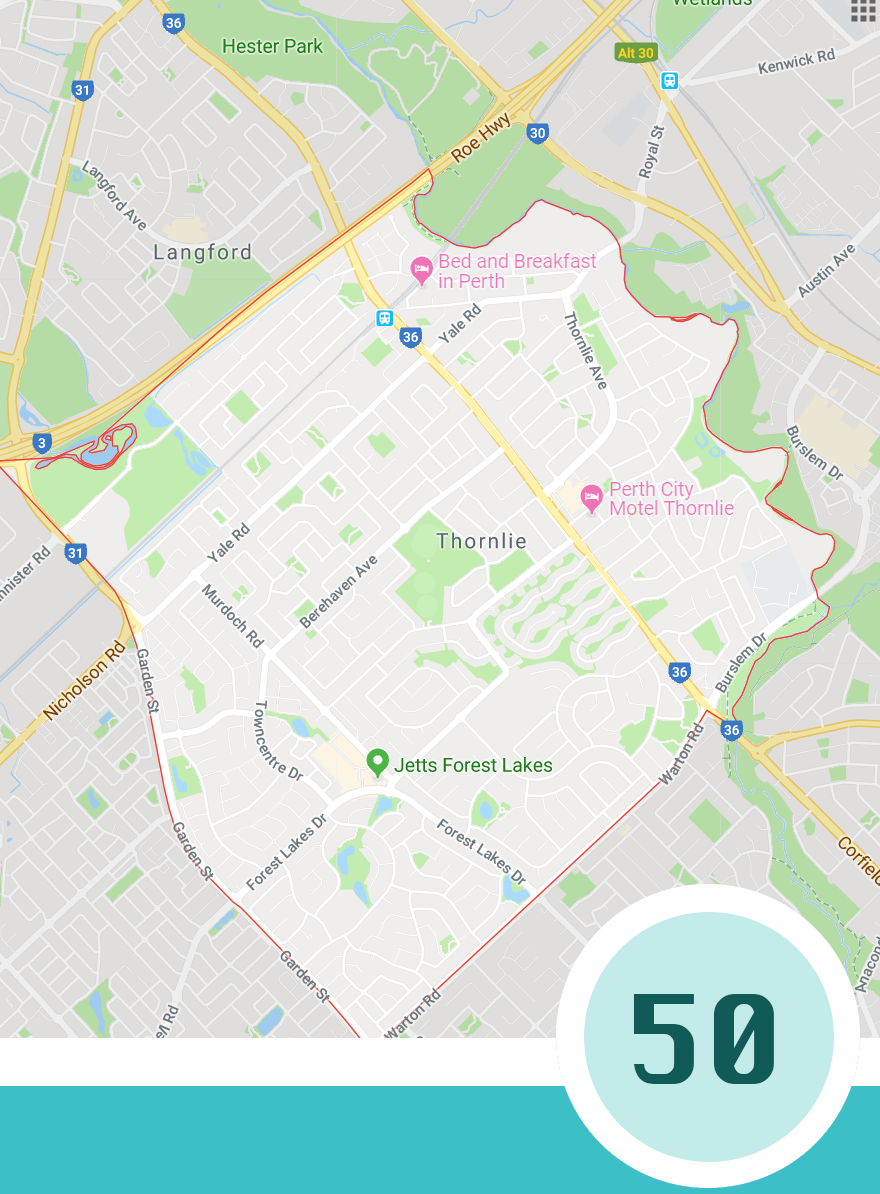 Wetlands
36
Hester Park
Alt 30
Kenwick Rd
31
30
Roe Hwy
Royal St
Langford Ave
Langford
Austin Ave
Bed and Breakfast
in Perth
36
Yale Rd
Thornlie Ave
3
Burslem Dr
Perth City
Motel Thornlie
Thornlie
31
Yale Rd
Berehaven Ave
Murdoch Rd
Nicholson Rd
Garden St
36
Burslem Dr
36
Towncentre Dr
Warton Rd
Jetts Forest Lakes
Garden St
Forest Lakes Dr
Forest Lakes Dr
Corfield
Garden St
Warton Rd
50